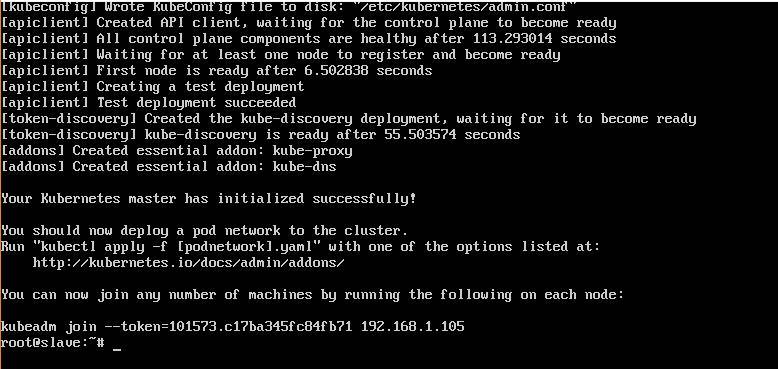 [kubeconfig] Wrote KubeConfig file to disk: "/etc/kubernetes/admin.conf"
[apiclient] Created API client, waiting for the control plane to become ready
[apiclient] All control plane components are healthy after 113.293014 seconds
[apiclient] Waiting for at least one node to register and become ready
[apiclient] First node is ready after 6.502838 seconds
[apiclient] Creating a test deployment
[apiclient] Test deployment succeeded
[token-discovery] Created the kube-discovery deployment, waiting for it to become ready
[token-discovery] kube-discovery is ready after 55.503574 seconds
[addons] Created essential addon: kube-proxy
[addons] Created essential addon: kube-dns
Your Kubernetes master has initialized successfully!
You should now deploy a pod network to the cluster.
Run "kubectl apply -f [podnetwork].yaml" with one of the options listed at:
    http://kubernetes.io/docs/admin/addons/
You can now join any number of machines by running the following on each node:
kubeadm join --token=101573.c17ba345fc84fb71 192.168.1.105
root@slave:~# _